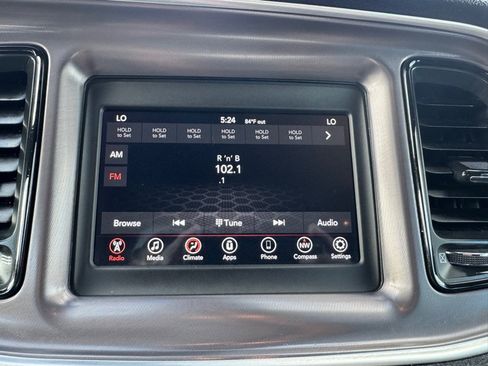 LO 5:24 84°F out LO
HOLD to Set HOLD to Set HOLD to Set HOLD to Set HOLD to Set HOLD to Set
AM
R 'n' B
102.1
FM
.1
Browse Tune Audio
NW
Radio Media Climate Apps Phone Compass Settings